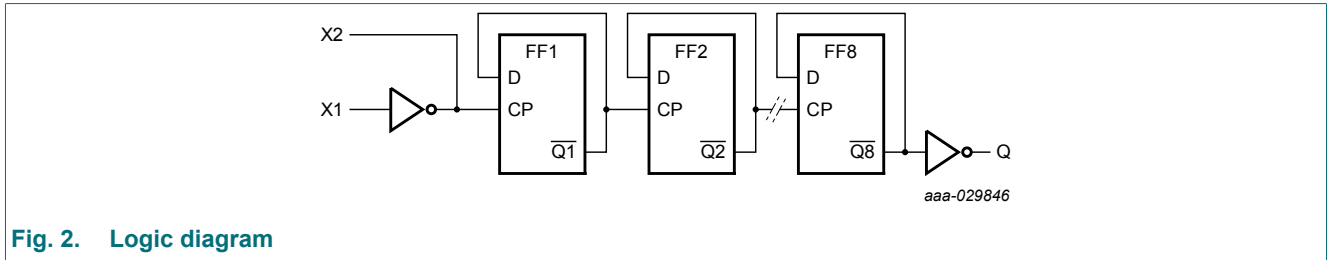 X2
X1
FF1
D
CP
Q1
FF2
D
CP
Q2
FF8
D
CP
Q8
Q
aaa-029846
Fig. 2. Logic diagram